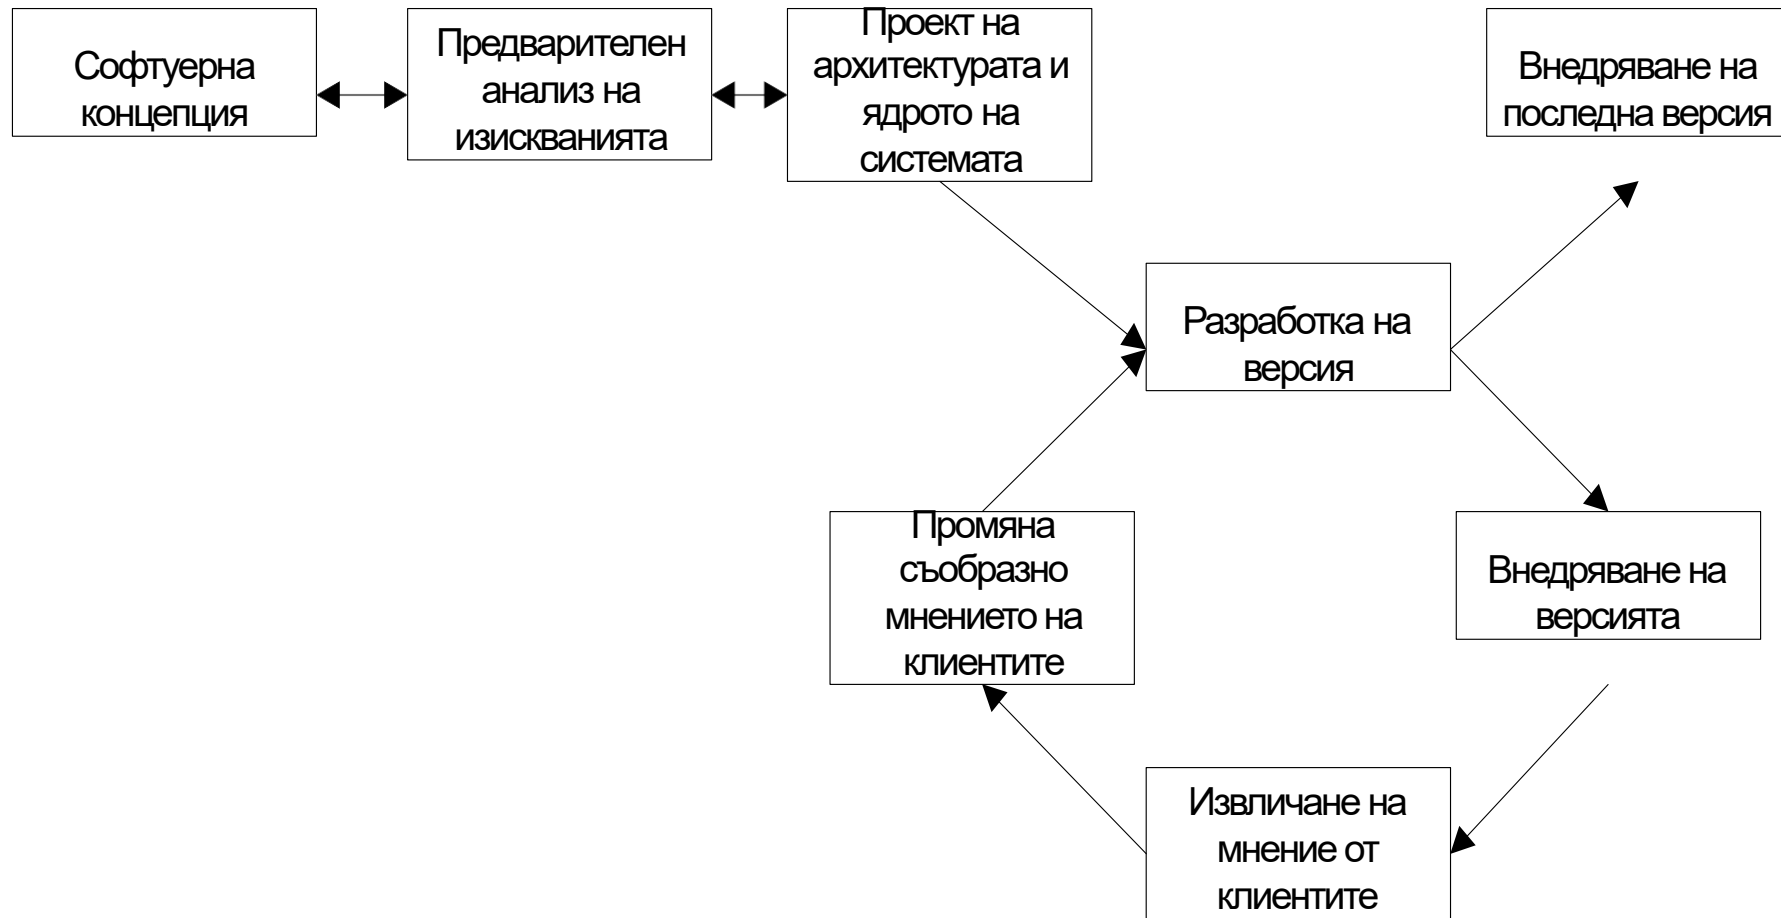 Софтуерна
концепция
Предварителен
анализ на
изискванията
Проект на
архитектурата и
ядрото на
системата
Внедряване на
последна версия
Разработка на
версия
Промяна
съобразно
мнението на
клиентите
Внедряване на
версията
Извличане на
мнение от
клиентите